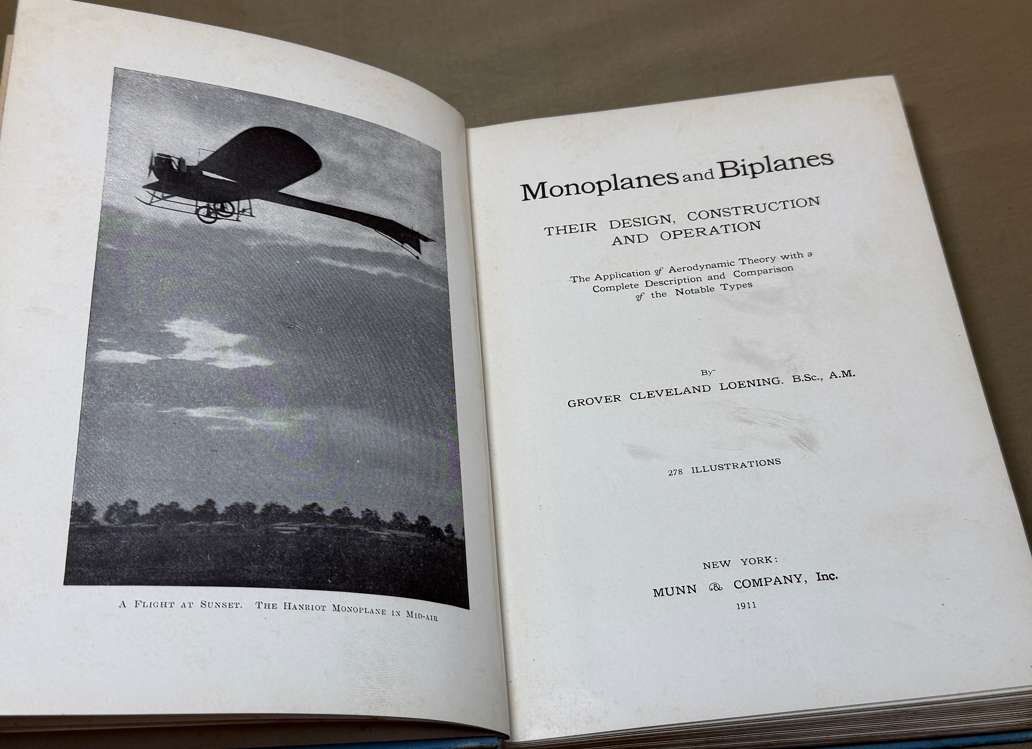 A Flight at Sunset. The Hanriot Monoplane in Mid-air
Monoplanes and Biplanes
THEIR DESIGN, CONSTRUCTION
AND OPERATION
The Application of Aerodynamic Theory with a
Complete Description and Comparison
of the Notable Types
By
GROVER CLEVELAND LOENING. B.Sc., A.M.
278 ILLUSTRATIONS
NEW YORK:
MUNN & COMPANY, Inc.
1911